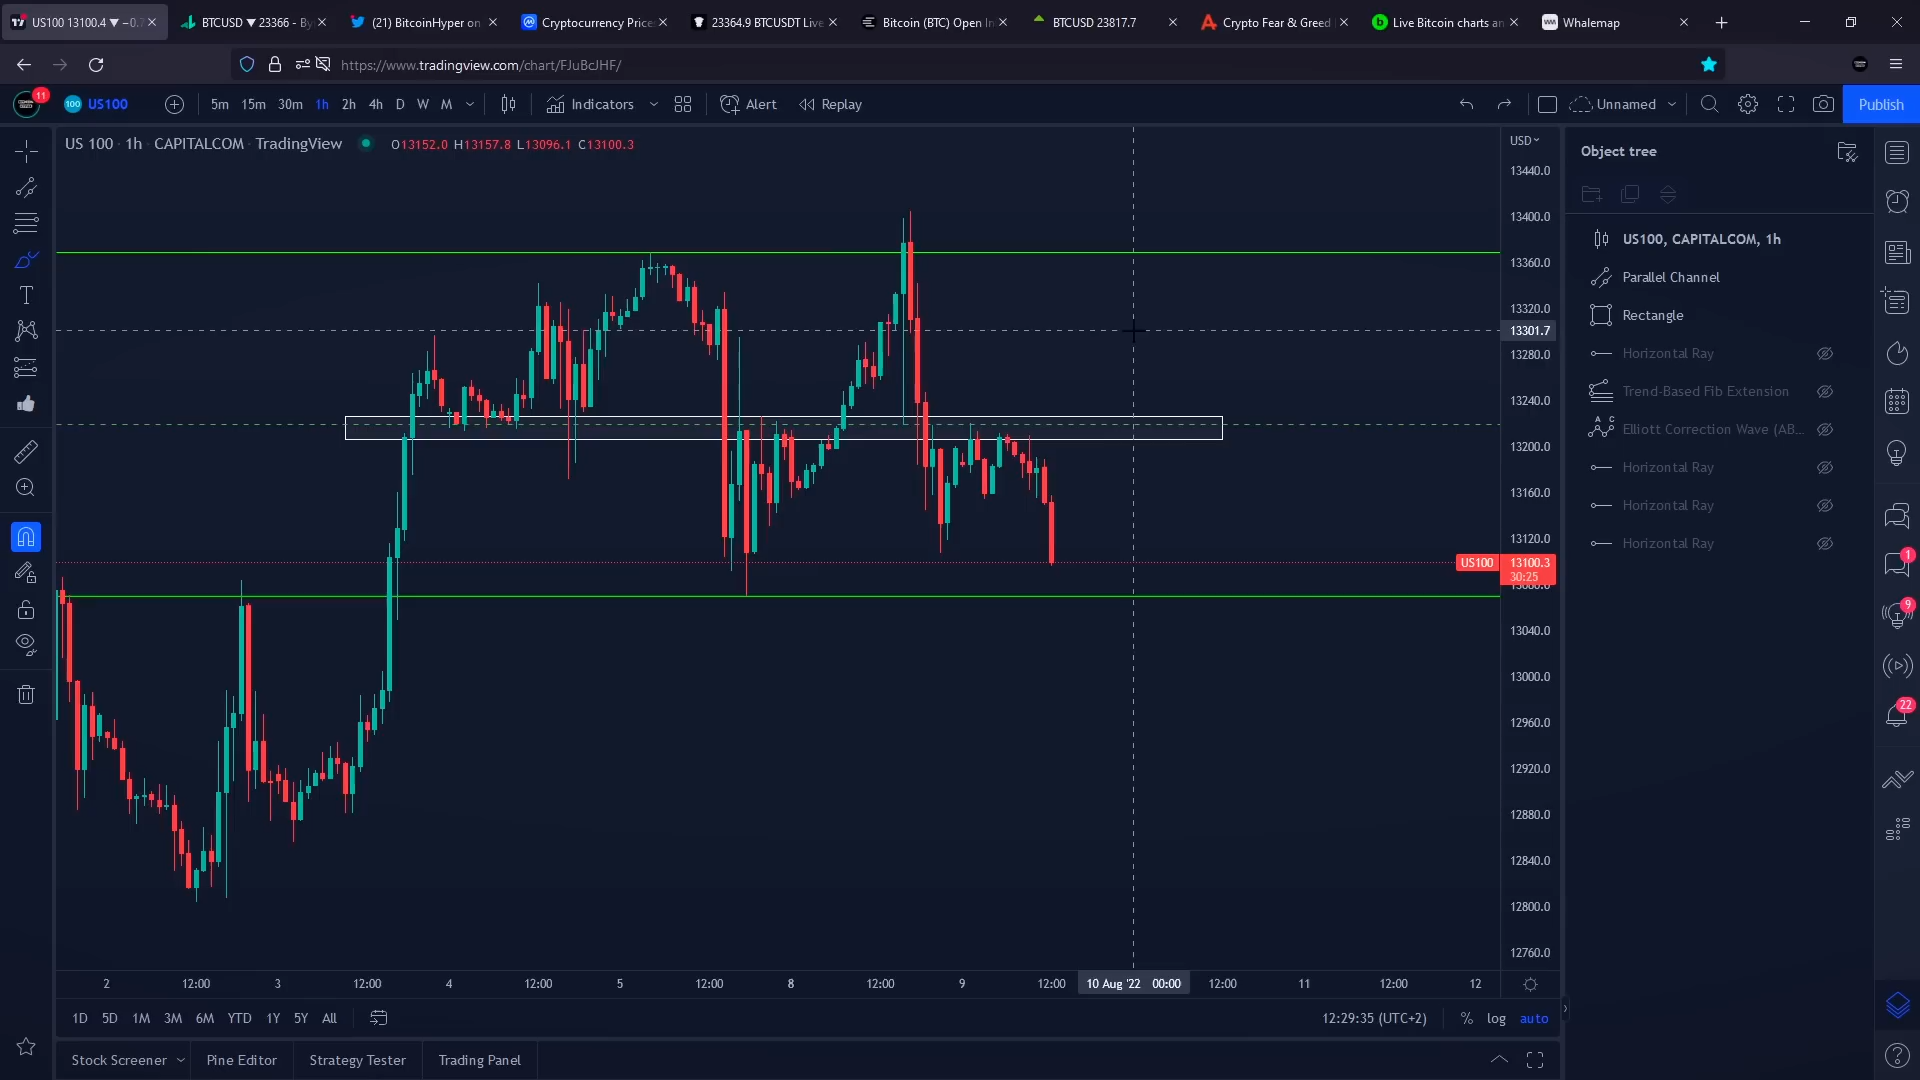 US100 13100.4 ▼ −0.7
BTCUSD ▼ 23366 - By
(21) BitcoinHyper on
Cryptocurrency Price
23364.9 BTCUSDT Live
Bitcoin (BTC) Open In
BTCUSD 23817.7
Crypto Fear & Greed
Live Bitcoin charts an
Whalemap
https://www.tradingview.com/chart/FJuBcJHF/
11
100 US100
5m 15m 30m 1h 2h 4h D W M
Indicators
Alert
Replay
Unnamed
Publish
US 100 · 1h · CAPITALCOM · TradingView
O13152.0 H13157.8 L13096.1 C13100.3
USD
13440.0
13400.0
13360.0
13320.0
13301.7
13280.0
13240.0
13200.0
13160.0
13120.0
US100 13100.3
30:25
13080.0
13040.0
13000.0
12960.0
12920.0
12880.0
12840.0
12800.0
12760.0
Object tree
US100, CAPITALCOM, 1h
Parallel Channel
Rectangle
Horizontal Ray
Trend-Based Fib Extension
A C
Elliott Correction Wave (AB...
Horizontal Ray
Horizontal Ray
Horizontal Ray
1
9
22
2 12:00 3 12:00 4 12:00 5 12:00 8 12:00 9 12:00 10 Aug '22 00:00 12:00 11 12:00 12
1D 5D 1M 3M 6M YTD 1Y 5Y All
12:29:35 (UTC+2) % log auto
Stock Screener Pine Editor Strategy Tester Trading Panel